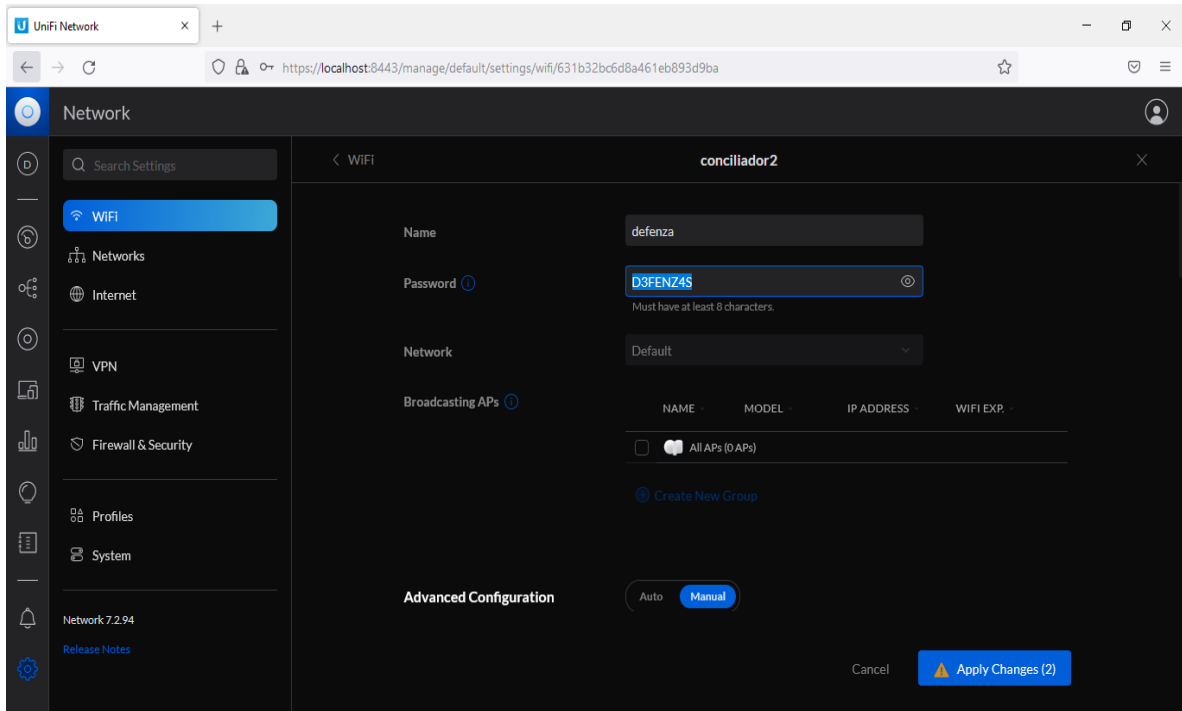 UniFi Network
https://localhost:8443/manage/default/settings/wifi/631b32bc6d8a461eb893d9ba
Network
Search Settings
WiFi
Networks
Internet
VPN
Traffic Management
Firewall & Security
Profiles
System
Network 7.2.94
Release Notes
WiFi
conciliador2
Name
defenza
Password
D3FENZ4S
Must have at least 8 characters.
Network
Default
Broadcasting APs
NAME MODEL IP ADDRESS WIFI EXP.
All APs (0 APs)
Create New Group
Advanced Configuration
Auto Manual
Cancel Apply Changes (2)